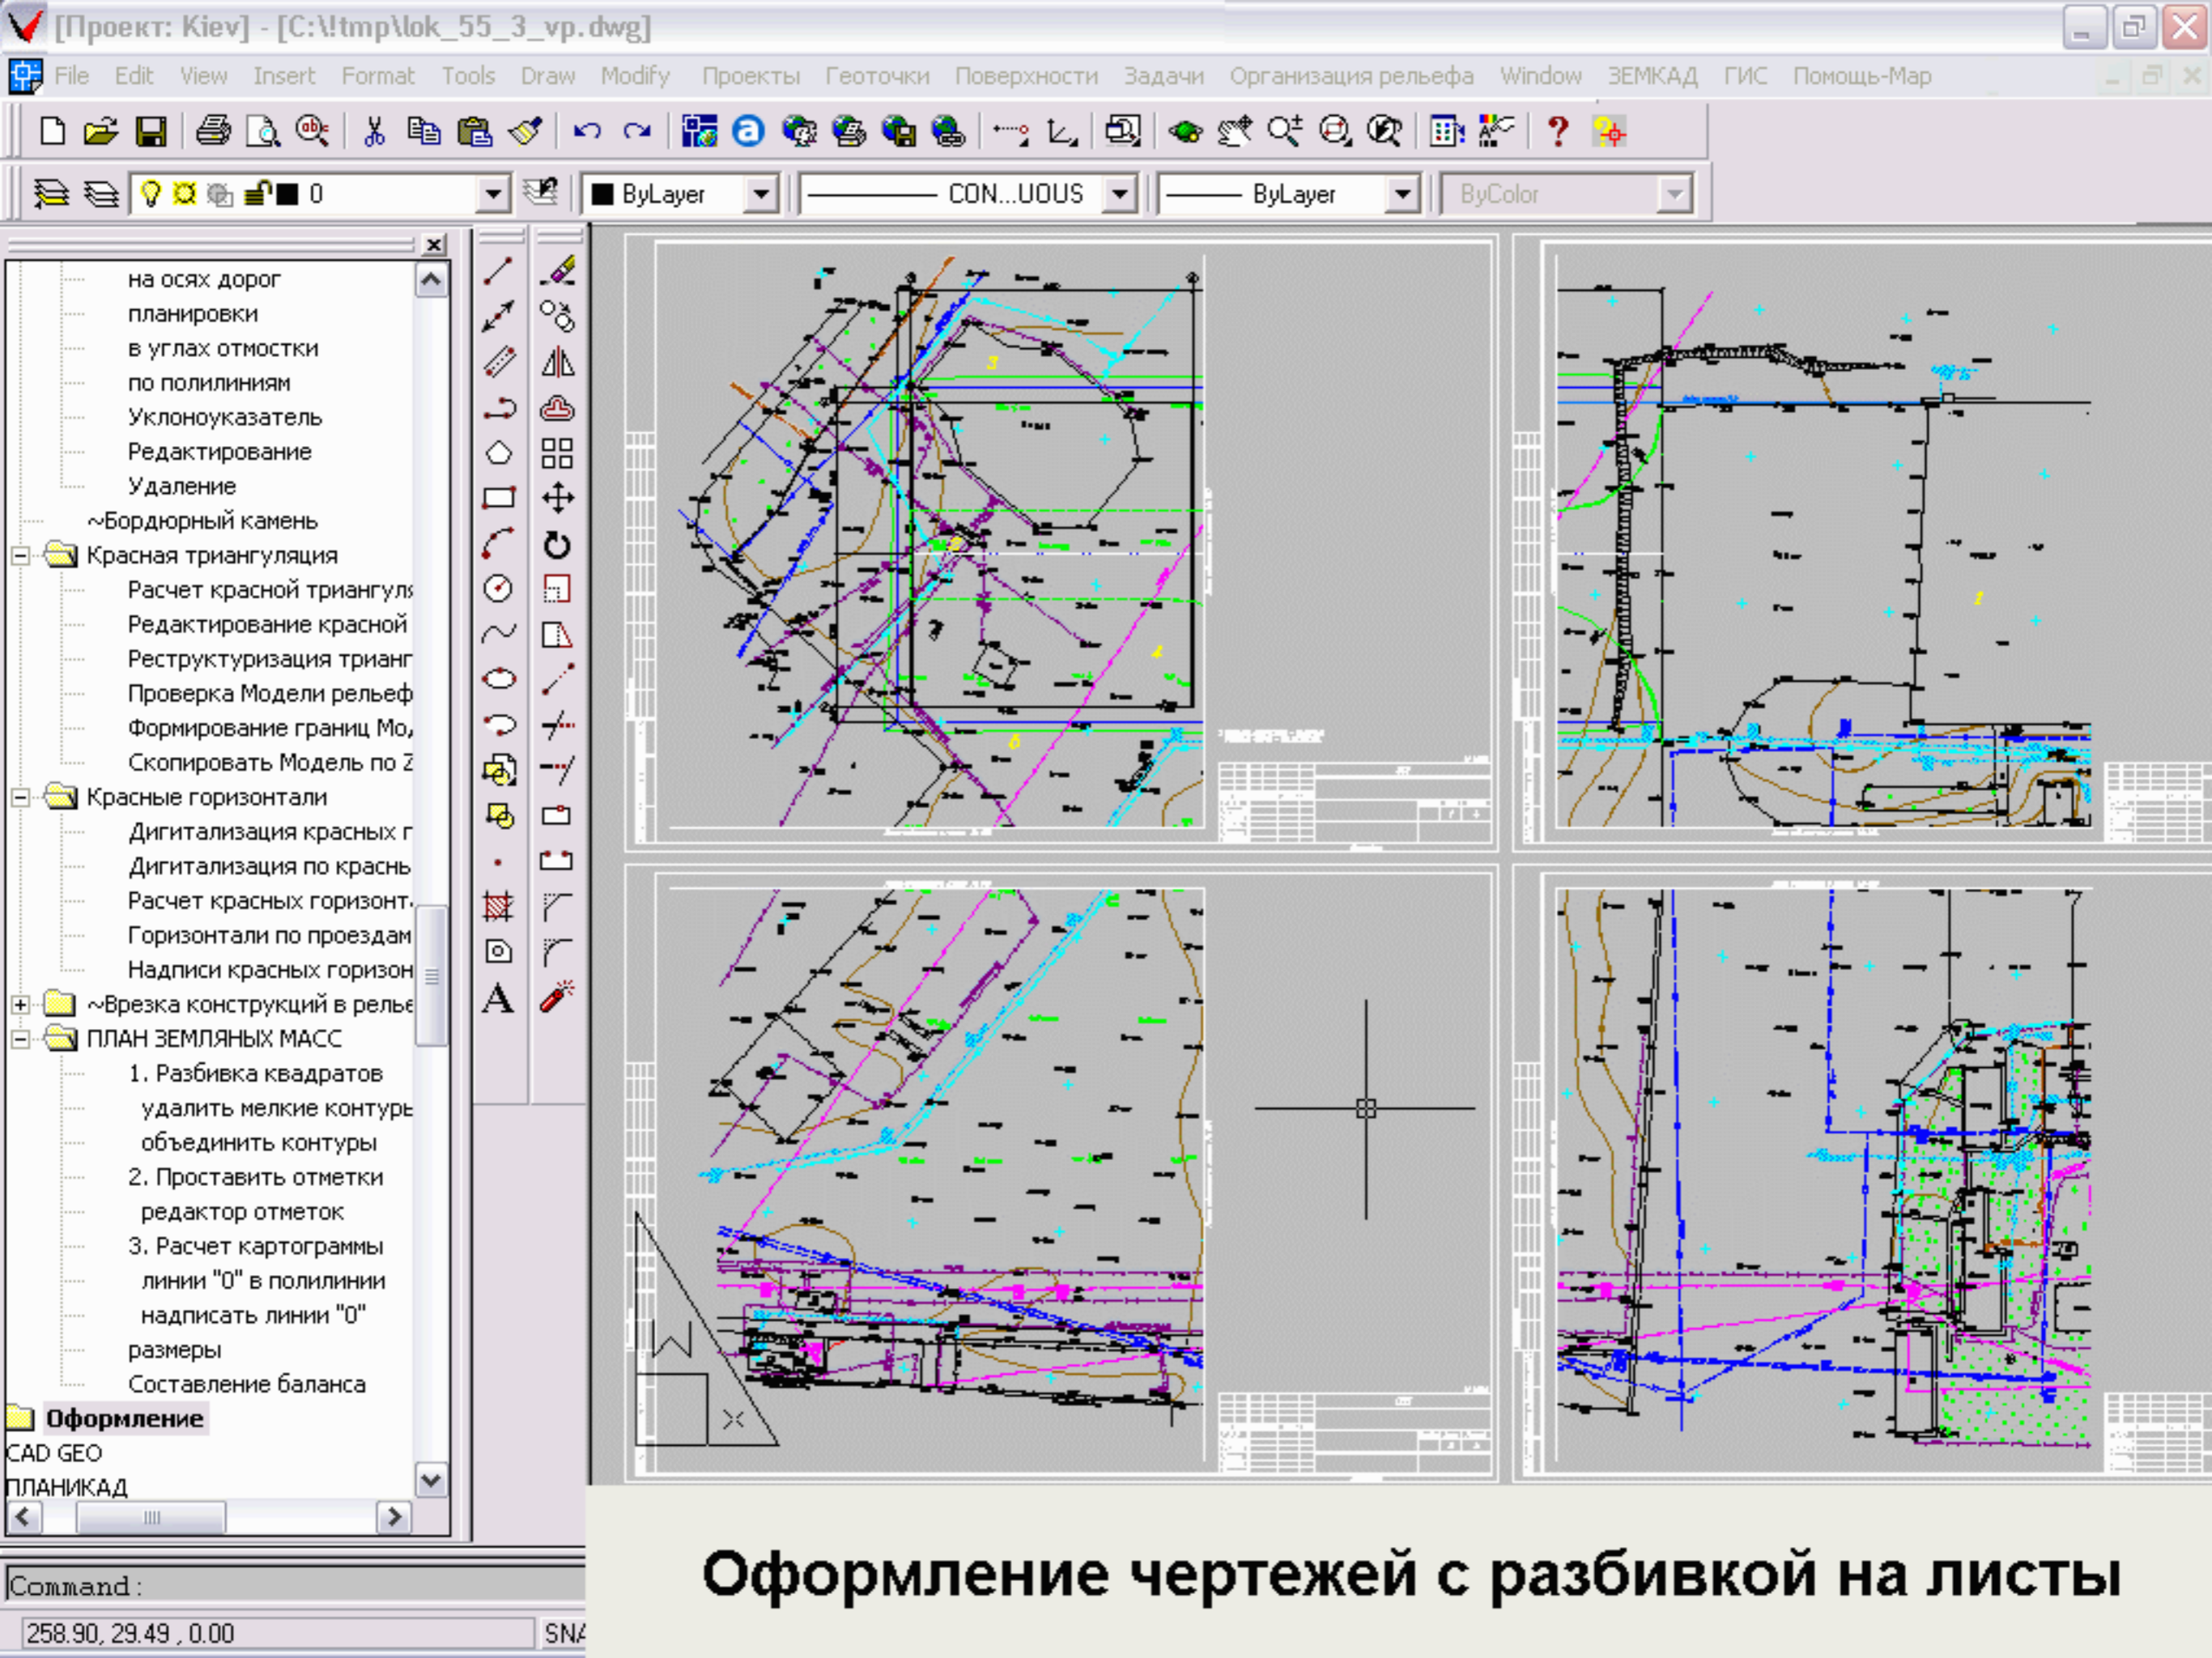 [Проект: Kiev] - [C:\!tmp\lok_55_3_vp.dwg]
File Edit View Insert Format Tools Draw Modify Проекты Геоточки Поверхности Задачи Организация рельефа Window ЗЕМКАД ГИС Помощь-Map
0 ByLayer CON...UOUS ByLayer ByColor
на осях дорог
планировки
в углах отмостки
по полилиниям
Уклоноуказатель
Редактирование
Удаление
~Бордюрный камень
Красная триангуляция
Расчет красной триангуля
Редактирование красной
Реструктуризация трианг
Проверка Модели рельеф
Формирование границ Мо
Скопировать Модель по Z
Красные горизонтали
Дигитализация красных г
Дигитализация по красны
Расчет красных горизонт
Горизонтали по проездам
Надписи красных горизон
~Врезка конструкций в релье
ПЛАН ЗЕМЛЯНЫХ МАСС
1. Разбивка квадратов
удалить мелкие контуры
объединить контуры
2. Проставить отметки
редактор отметок
3. Расчет картограммы
линии "0" в полилинии
надписать линии "0"
размеры
Составление баланса
Оформление
CAD GEO
ПЛАНИКАД
3
4
5
1
W
X
Command:
258.90, 29.49 , 0.00 SNA
Оформление чертежей с разбивкой на листы